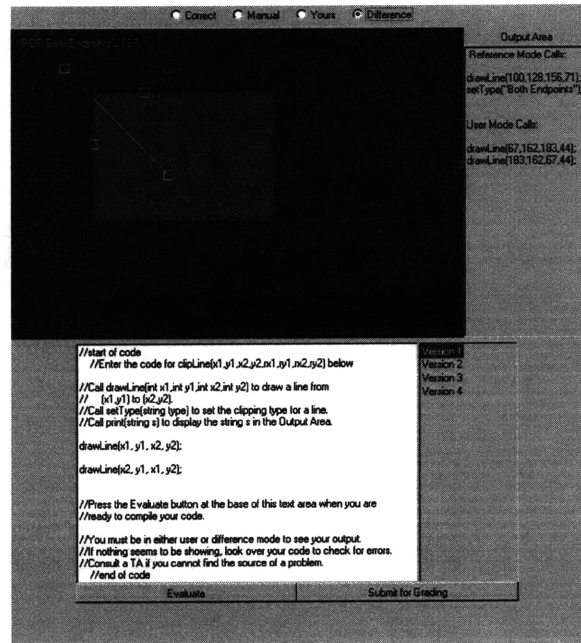 Correct Manual Yours Difference
Output Area
Reference Mode Calls:
drawLine(100,128,156,71);
setType("Both Endpoints")
User Mode Calls:
drawLine(67,162,183,44);
drawLine(183,162,67,44);
//start of code
//Enter the code for clipLine(x1,y1,x2,y2,rx1,ry1,rx2,ry2) below
//Call drawLine(int x1,int y1,int x2,int y2) to draw a line from
// (x1,y1) to (x2,y2).
//Call setType(string type) to set the clipping type for a line.
//Call print(string s) to display the string s in the Output Area.
drawLine(x1, y1, x2, y2);
drawLine(x2, y1, x1, y2);
//Press the Evaluate button at the base of this text area when you are
//ready to compile your code.
//You must be in either user or difference mode to see your output.
//If nothing seems to be showing, look over your code to check for errors.
//Consult a TA if you cannot find the source of a problem.
//end of code
Version 1
Version 2
Version 3
Version 4
Evaluate
Submit for Grading